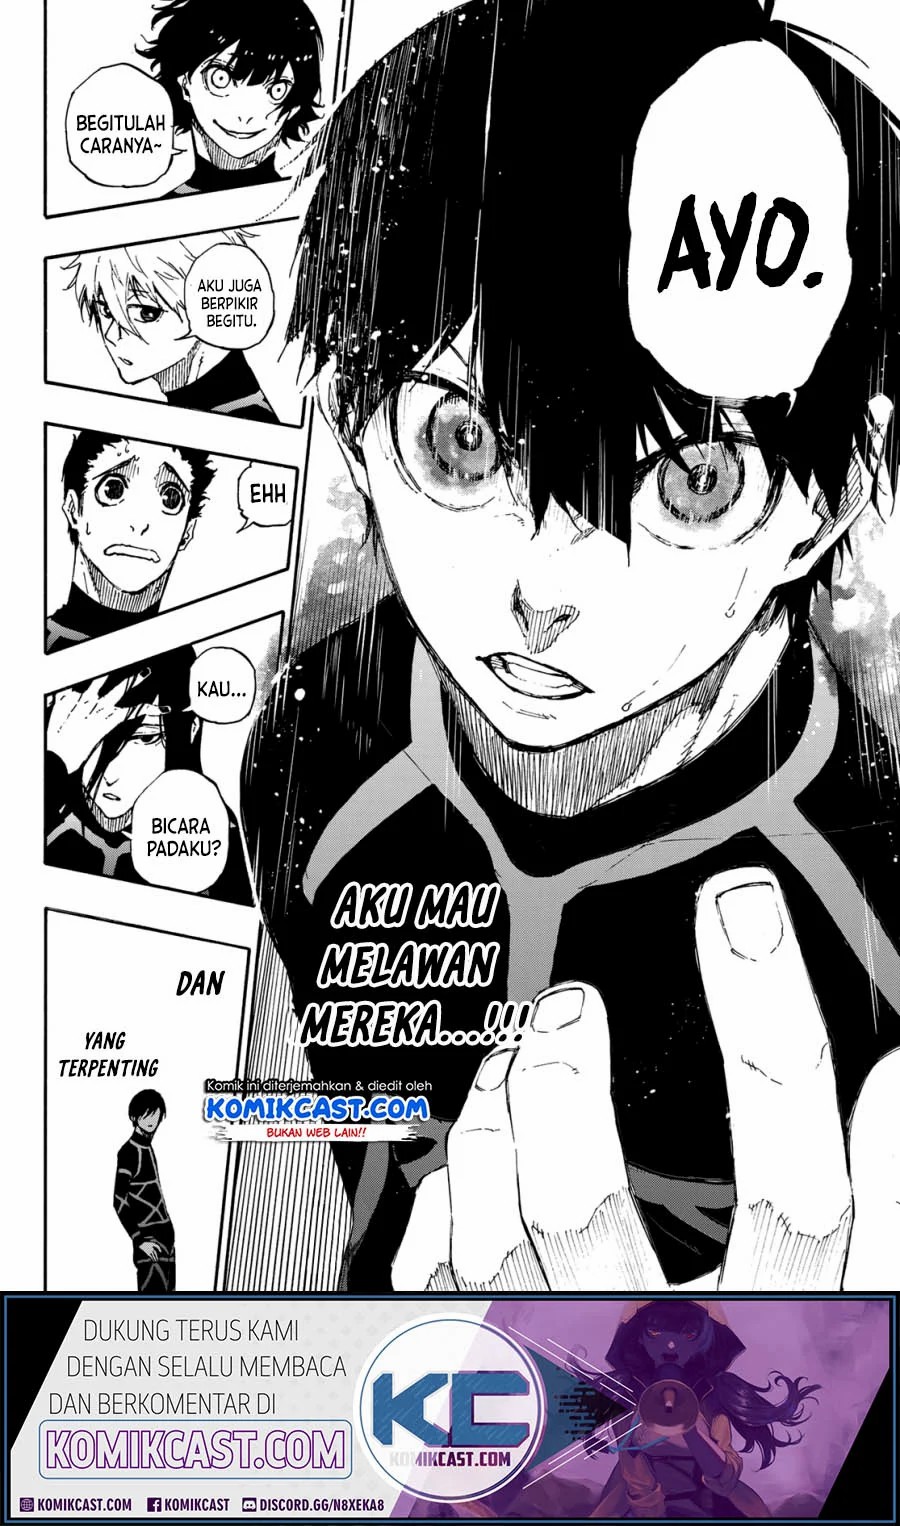 AYO.
AKU MAU
MELAWAN
MEREKA....!!!
BEGITULAH
CARANYA~
AKU JUGA
BERPIKIR
BEGITU.
EHH
KAU...
BICARA
PADAKU?
DAN
YANG
TERPENTING
Komik ini diterjemahkan & diedit oleh
KOMIKCAST.COM
BUKAN WEB LAIN!!
DUKUNG TERUS KAMI
DENGAN SELALU MEMBACA
DAN BERKOMENTAR DI
KOMIKCAST.COM
KC
KOMIKCAST.COM
KOMIKCAST.COM KOMIKCAST DISCORD.GG/N8XEKA8